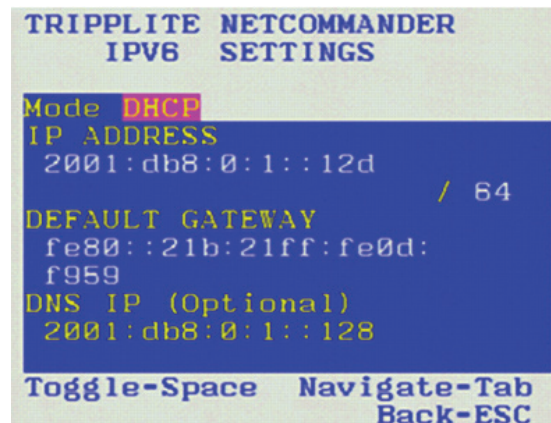 TRIPPLITE NETCOMMANDER
IPV6 SETTINGS
Mode DHCP
IP ADDRESS
2001:db8:0:1::12d
/ 64
DEFAULT GATEWAY
fe80::21b:21ff:fe0d:
f959
DNS IP (Optional)
2001:db8:0:1::128
Toggle-Space Navigate-Tab
Back-ESC